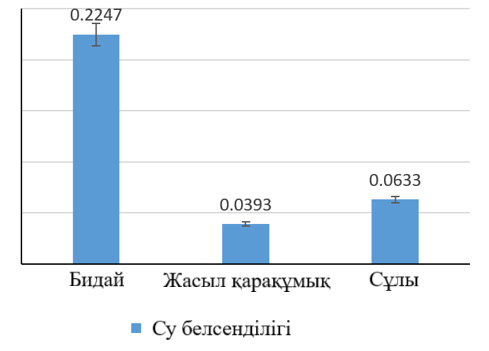 0.2247
0.0393
0.0633
Бидай Жасыл қарақұмық Сұлы
Су белсенділігі